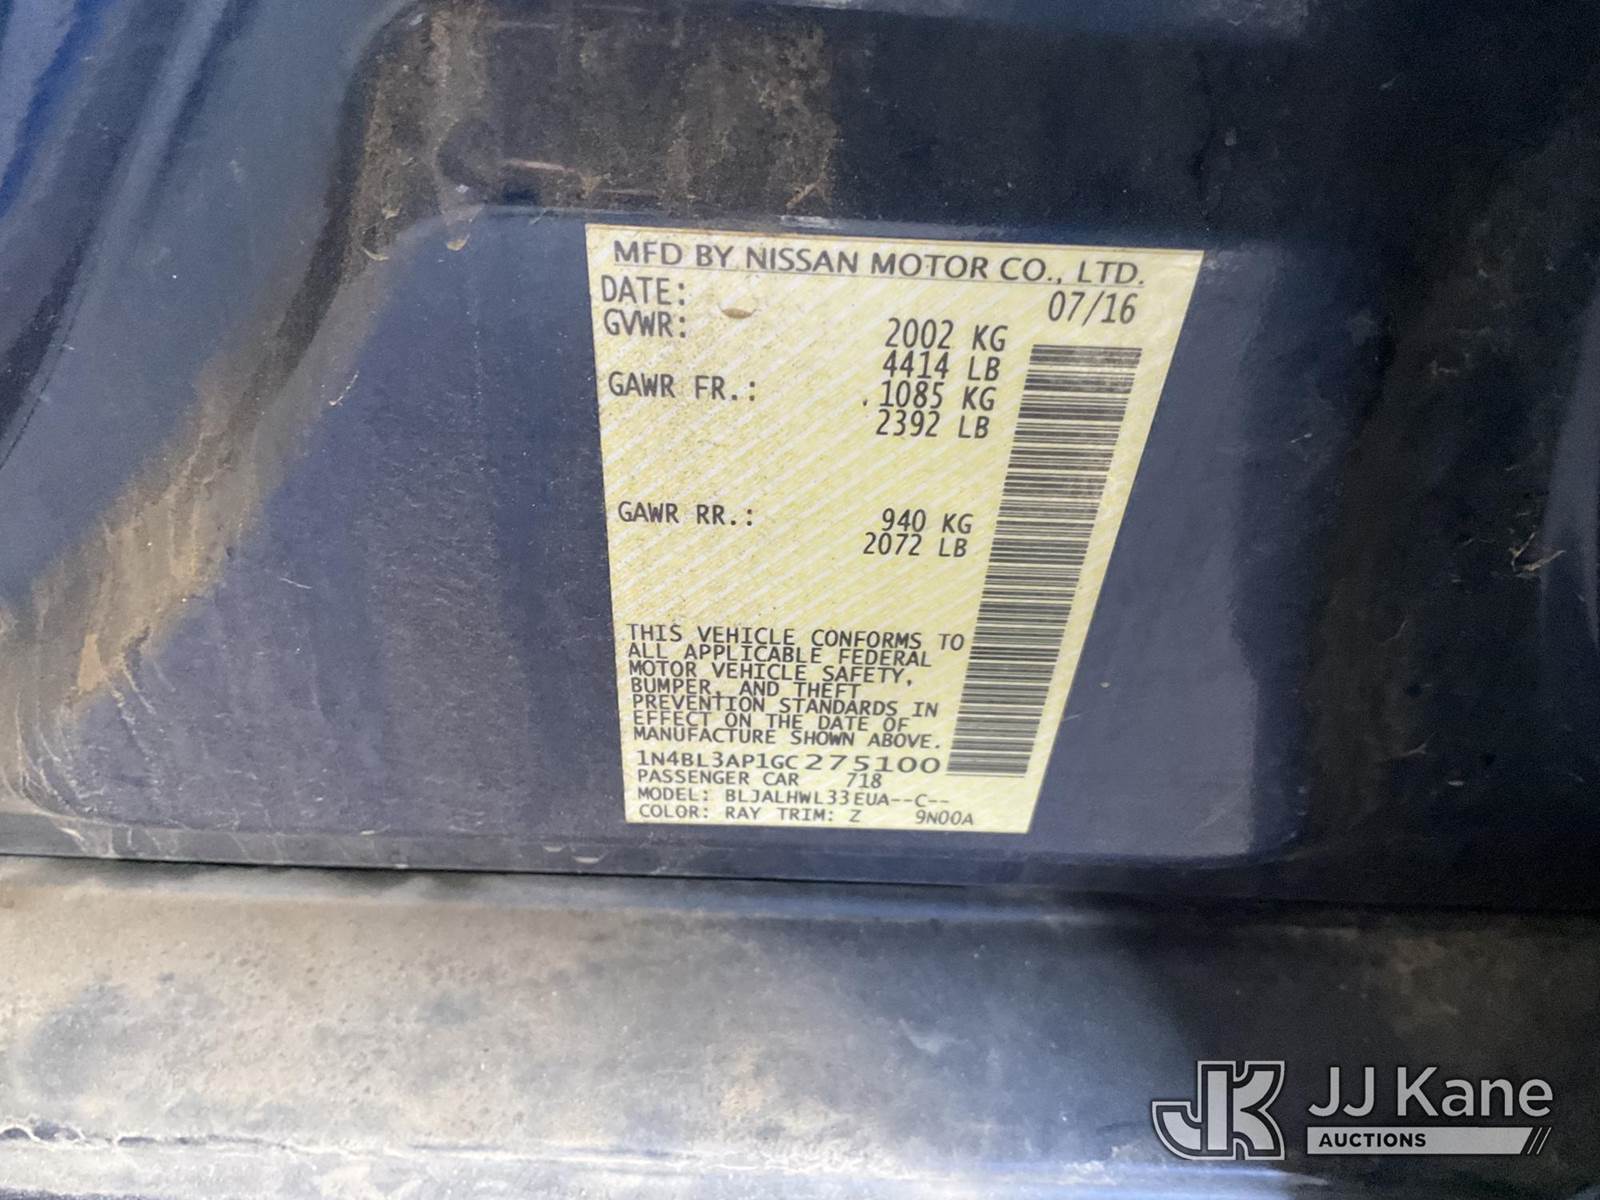 MFD BY NISSAN MOTOR CO., LTD.
DATE: 07/16
GVWR: 2002 KG
4414 LB
GAWR FR.: 1085 KG
2392 LB
GAWR RR.: 940 KG
2072 LB
THIS VEHICLE CONFORMS TO
ALL APPLICABLE FEDERAL
MOTOR VEHICLE SAFETY,
BUMPER, AND THEFT
PREVENTION STANDARDS IN
EFFECT ON THE DATE OF
MANUFACTURE SHOWN ABOVE.
1N4BL3AP1GC275100
PASSENGER CAR 718
MODEL: BLJALHWL33EUA--C--
COLOR: RAY TRIM: Z 9N00A
JK JJ Kane
AUCTIONS